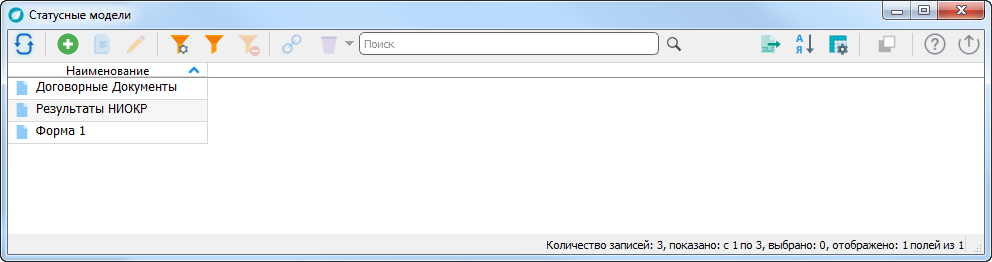 Статусные модели
Поиск
А
Я
Наименование
Договорные Документы
Результаты НИОКР
Форма 1
Количество записей: 3, показано: с 1 по 3, выбрано: 0, отображено: 1 полей из 1